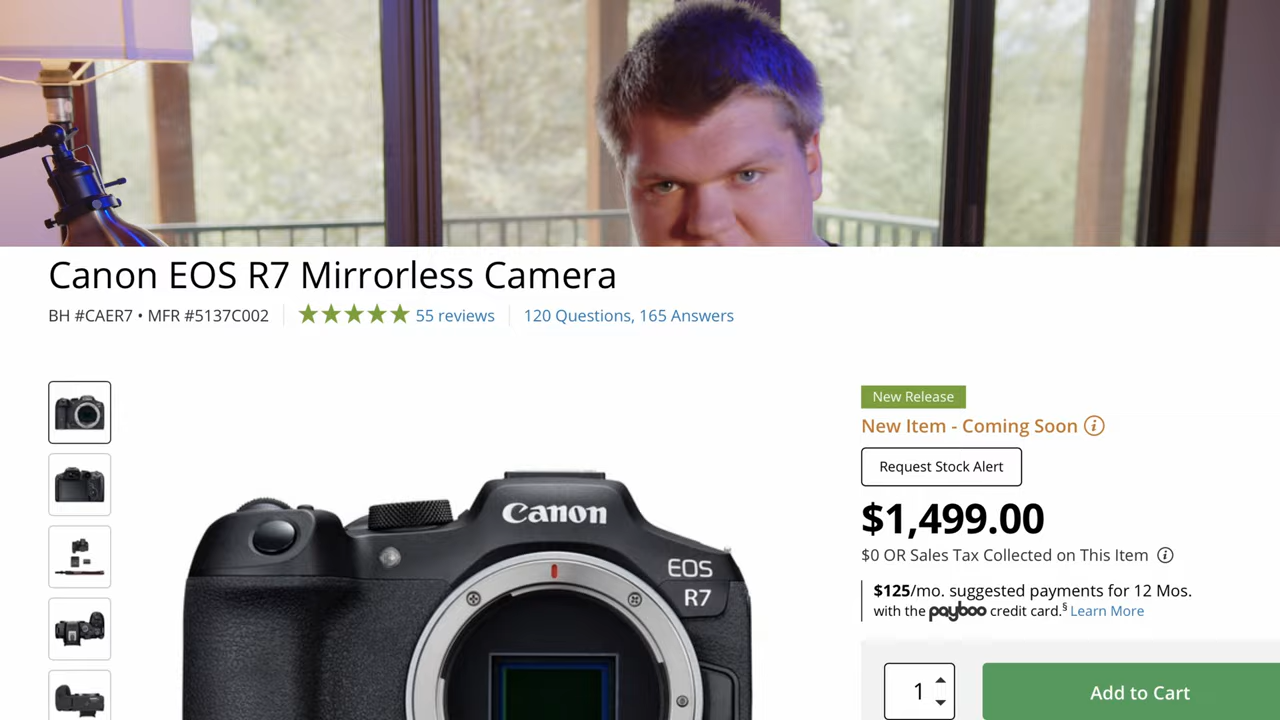 Canon EOS R7 Mirrorless Camera
BH #CAER7 • MFR #5137C002
55 reviews
120 Questions, 165 Answers
New Release
New Item - Coming Soon
Request Stock Alert
$1,499.00
$0 OR Sales Tax Collected on This Item
$125/mo. suggested payments for 12 Mos.
with the payboo credit card.§ Learn More
1
Add to Cart
Canon
EOS
R7